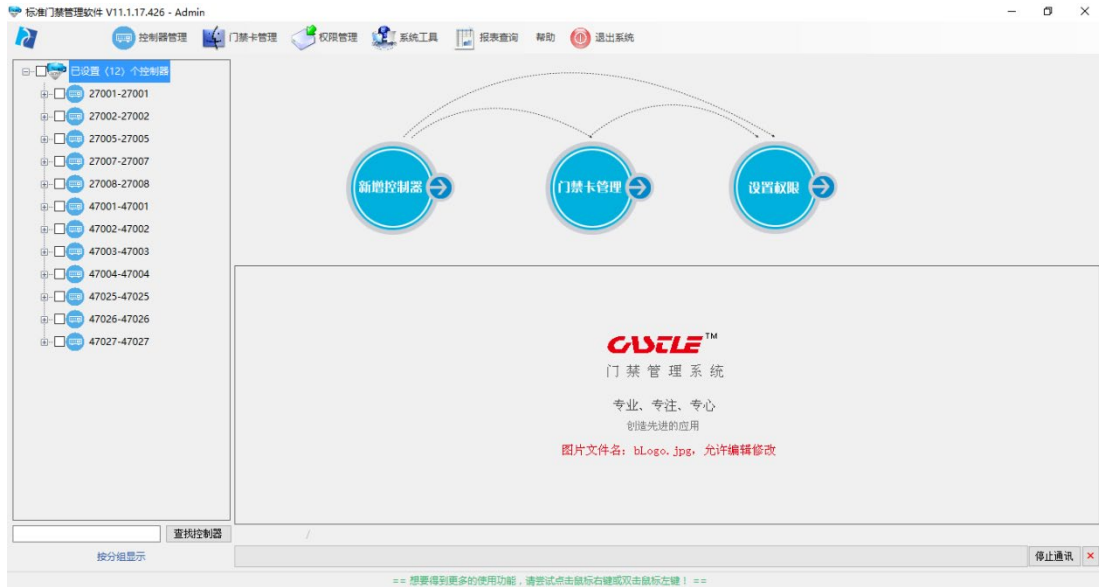 标准门禁管理软件 V11.1.17.426 - Admin
控制器管理 门禁卡管理 权限管理 系统工具 报表查询 帮助 退出系统
已设置（12）个控制器
27001-27001
27002-27002
27005-27005
27007-27007
27008-27008
47001-47001
47002-47002
47003-47003
47004-47004
47025-47025
47026-47026
47027-47027
新增控制器
门禁卡管理
设置权限
CASTLE™
门禁管理系统
专业、专注、专心
创造先进的应用
图片文件名：bLogo.jpg，允许编辑修改
查找控制器
/
按分组显示
停止通讯
== 想要得到更多的使用功能，请尝试点击鼠标右键或双击鼠标左键！ ==